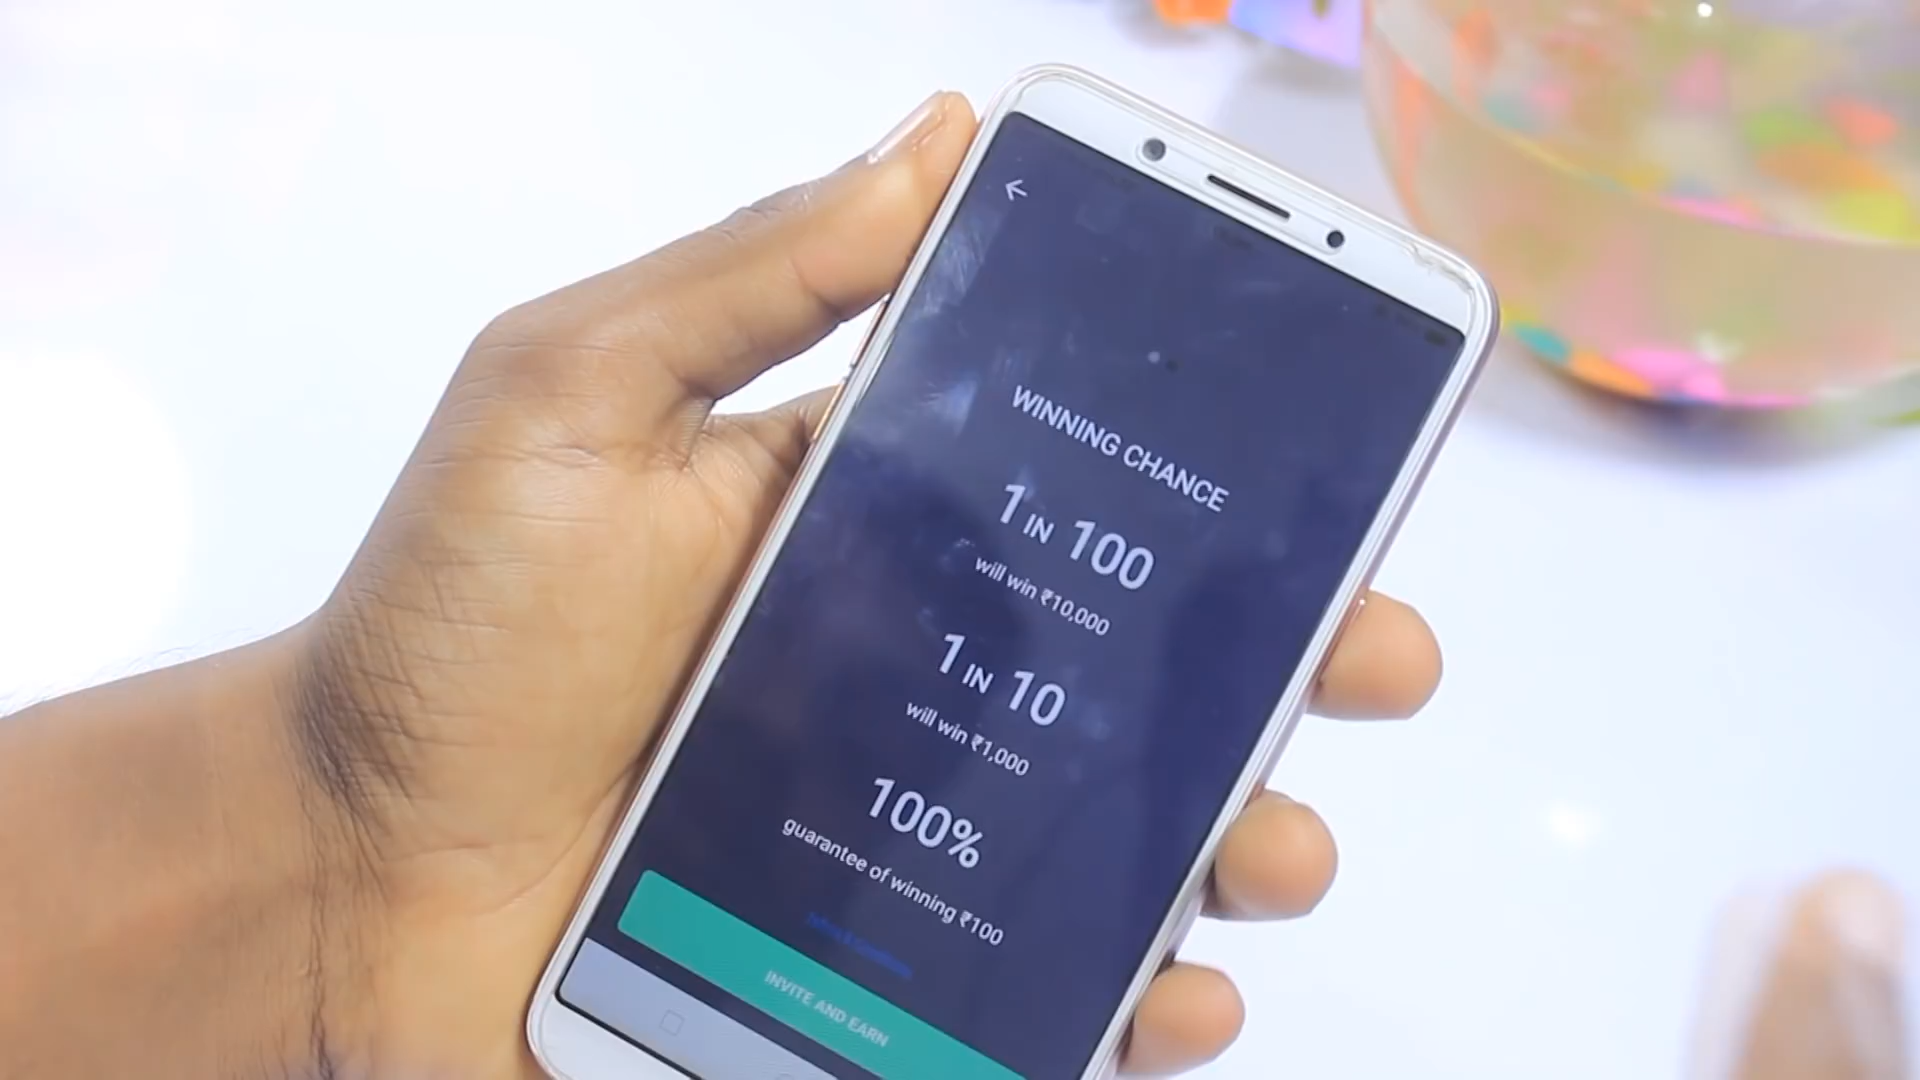 WINNING CHANCE
1 IN 100
will win ₹10,000
1 IN 10
will win ₹1,000
100%
guarantee of winning ₹100
INVITE AND EARN